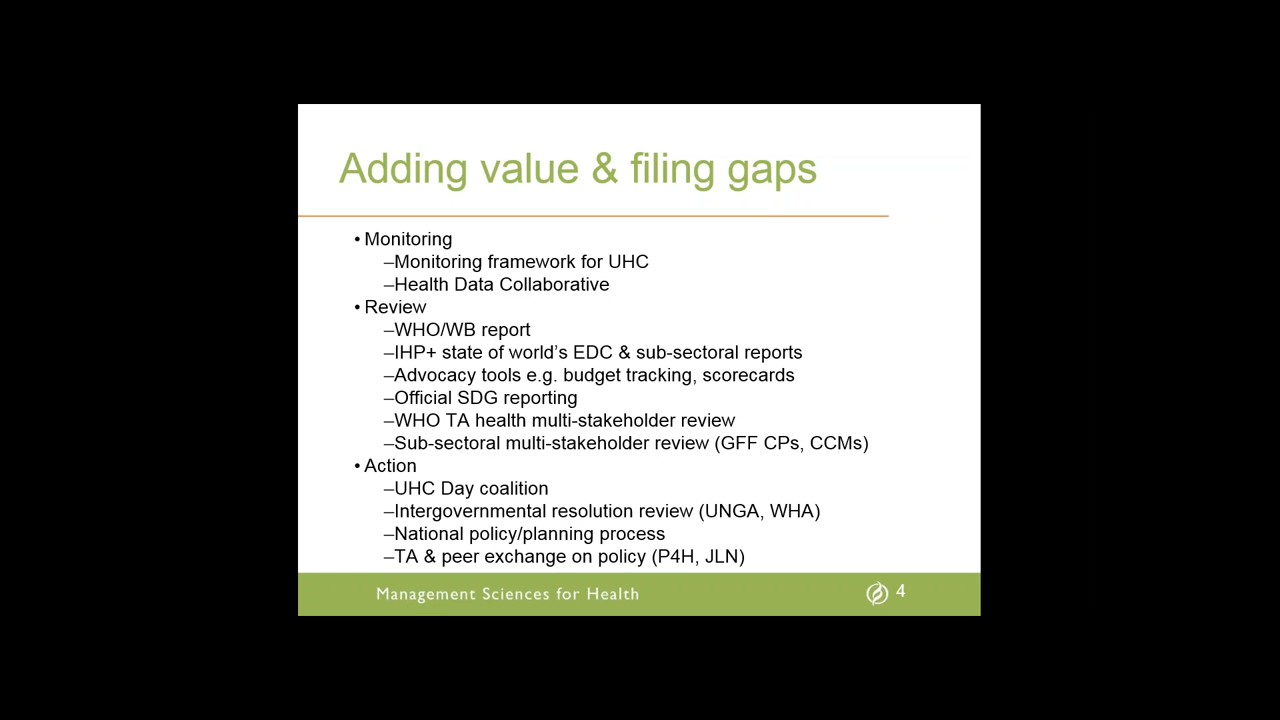 Adding value & filing gaps
• Monitoring
–Monitoring framework for UHC
–Health Data Collaborative
• Review
–WHO/WB report
–IHP+ state of world’s EDC & sub-sectoral reports
–Advocacy tools e.g. budget tracking, scorecards
–Official SDG reporting
–WHO TA health multi-stakeholder review
–Sub-sectoral multi-stakeholder review (GFF CPs, CCMs)
• Action
–UHC Day coalition
–Intergovernmental resolution review (UNGA, WHA)
–National policy/planning process
–TA & peer exchange on policy (P4H, JLN)
Management Sciences for Health 4